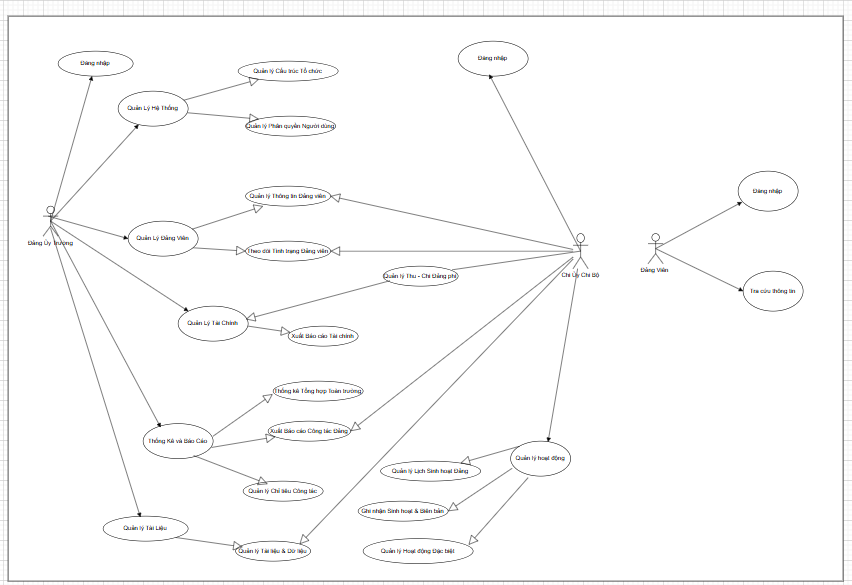 Đăng nhập
Đăng nhập
Quản lý Cấu trúc Tổ chức
Quản Lý Hệ Thống
Quản lý Phân quyền Người dùng
Đăng nhập
Quản lý Thông tin Đảng viên
Quản Lý Đảng Viên
Đảng Ủy Trường
Theo dõi Tình trạng Đảng viên
Quản lý Thu - Chi Đảng phí
Chi Ủy Chi Bộ
Đảng Viên
Tra cứu thông tin
Quản Lý Tài Chính
Xuất Báo cáo Tài chính
Thống kê Tổng hợp Toàn trường
Xuất Báo cáo Công tác Đảng
Thống Kê và Báo Cáo
Quản lý hoạt động
Quản lý Lịch Sinh hoạt Đảng
Quản lý Chỉ tiêu Công tác
Ghi nhận Sinh hoạt & Biên bản
Quản lý Tài Liệu
Quản lý Tài liệu & Dữ liệu
Quản lý Hoạt động Đặc biệt